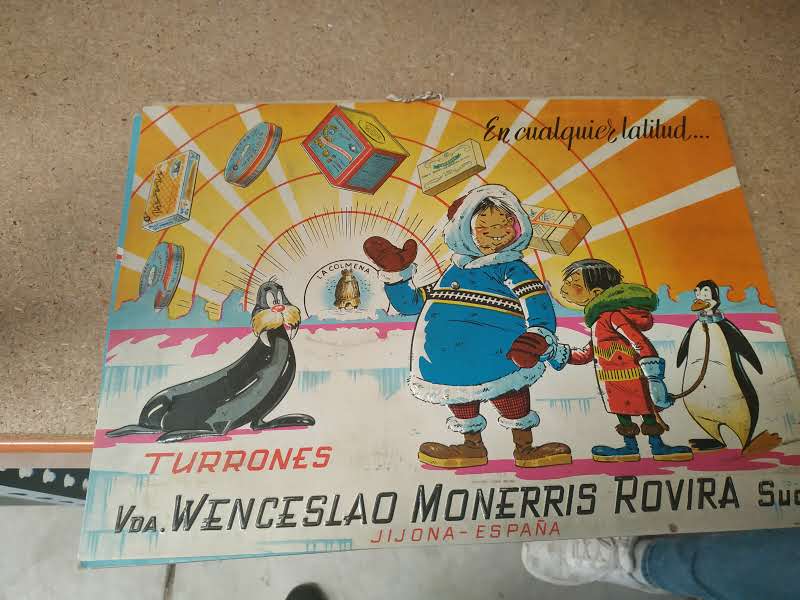 En cualquier latitud...
LA COLMENA
TURRONES
VDA. WENCESLAO MONERRIS ROVIRA Suc
JIJONA - ESPAÑA